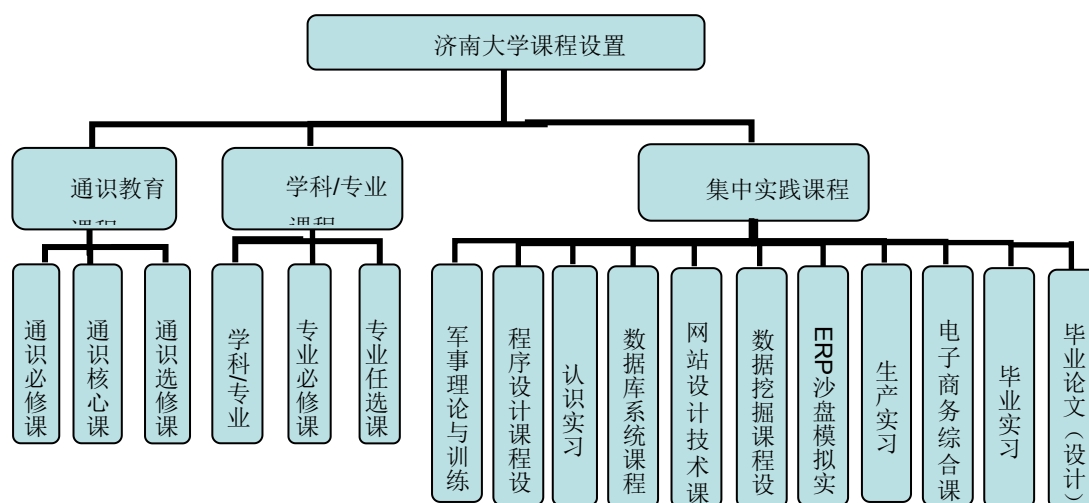 济南大学课程设置
通识教育
学科/专业
集中实践课程
通识必修课
通识核心课
通识选修课
学科/专业
专业必修课
专业任选课
军事理论与训练
程序设计课程设
认识实习
数据库系统课程
网站设计技术课
数据挖掘课程设
ERP沙盘模拟实
生产实习
电子商务综合课
毕业实习
毕业论文（设计）